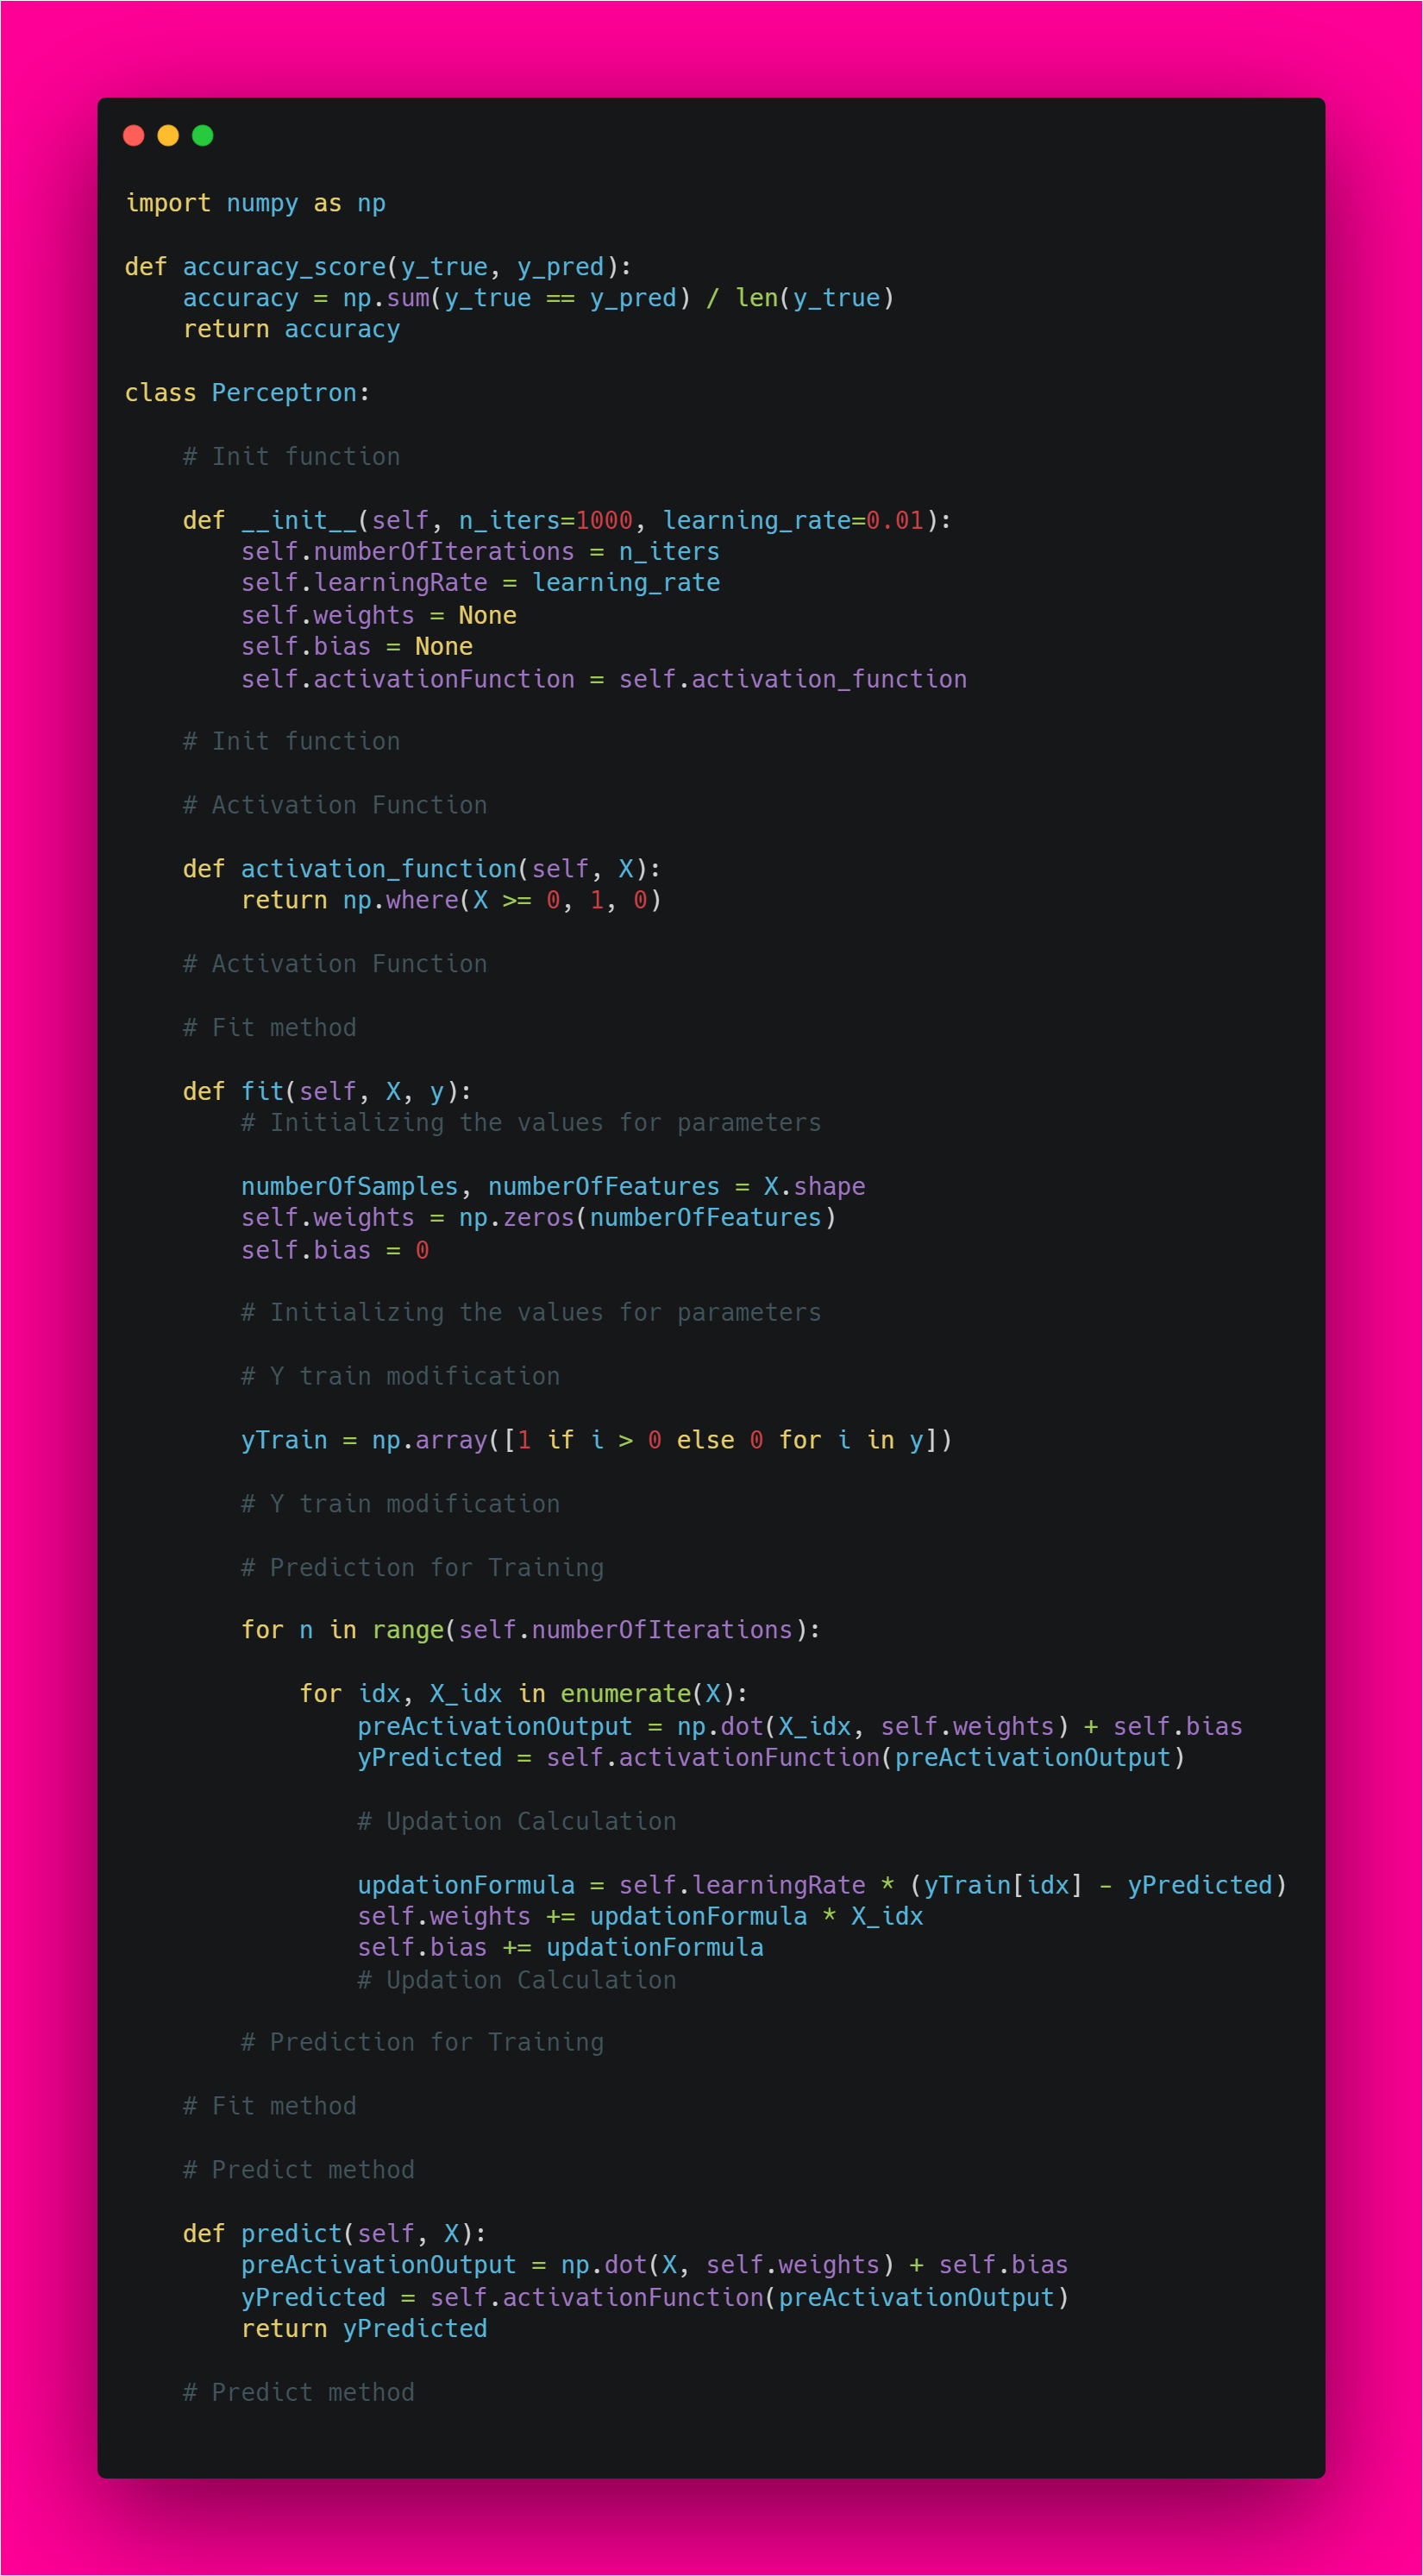 import numpy as np
def accuracy_score(y_true, y_pred):
    accuracy = np.sum(y_true == y_pred) / len(y_true)
    return accuracy
class Perceptron:
    # Init function
    def __init__(self, n_iters=1000, learning_rate=0.01):
        self.numberOfIterations = n_iters
        self.learningRate = learning_rate
        self.weights = None
        self.bias = None
        self.activationFunction = self.activation_function
    # Init function
    # Activation Function
    def activation_function(self, X):
        return np.where(X >= 0, 1, 0)
    # Activation Function
    # Fit method
    def fit(self, X, y):
        # Initializing the values for parameters
        numberOfSamples, numberOfFeatures = X.shape
        self.weights = np.zeros(numberOfFeatures)
        self.bias = 0
        # Initializing the values for parameters
        # Y train modification
        yTrain = np.array([1 if i > 0 else 0 for i in y])
        # Y train modification
        # Prediction for Training
        for n in range(self.numberOfIterations):
            for idx, X_idx in enumerate(X):
                preActivationOutput = np.dot(X_idx, self.weights) + self.bias
                yPredicted = self.activationFunction(preActivationOutput)
                # Updation Calculation
                updationFormula = self.learningRate * (yTrain[idx] - yPredicted)
                self.weights += updationFormula * X_idx
                self.bias += updationFormula
                # Updation Calculation
        # Prediction for Training
    # Fit method
    # Predict method
    def predict(self, X):
        preActivationOutput = np.dot(X, self.weights) + self.bias
        yPredicted = self.activationFunction(preActivationOutput)
        return yPredicted
    # Predict method